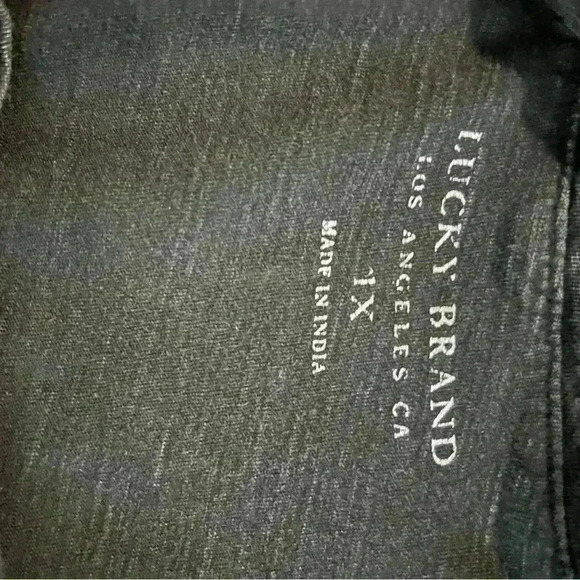 LUCKY BRAND
LOS ANGELES CA
1X
MADE IN INDIA